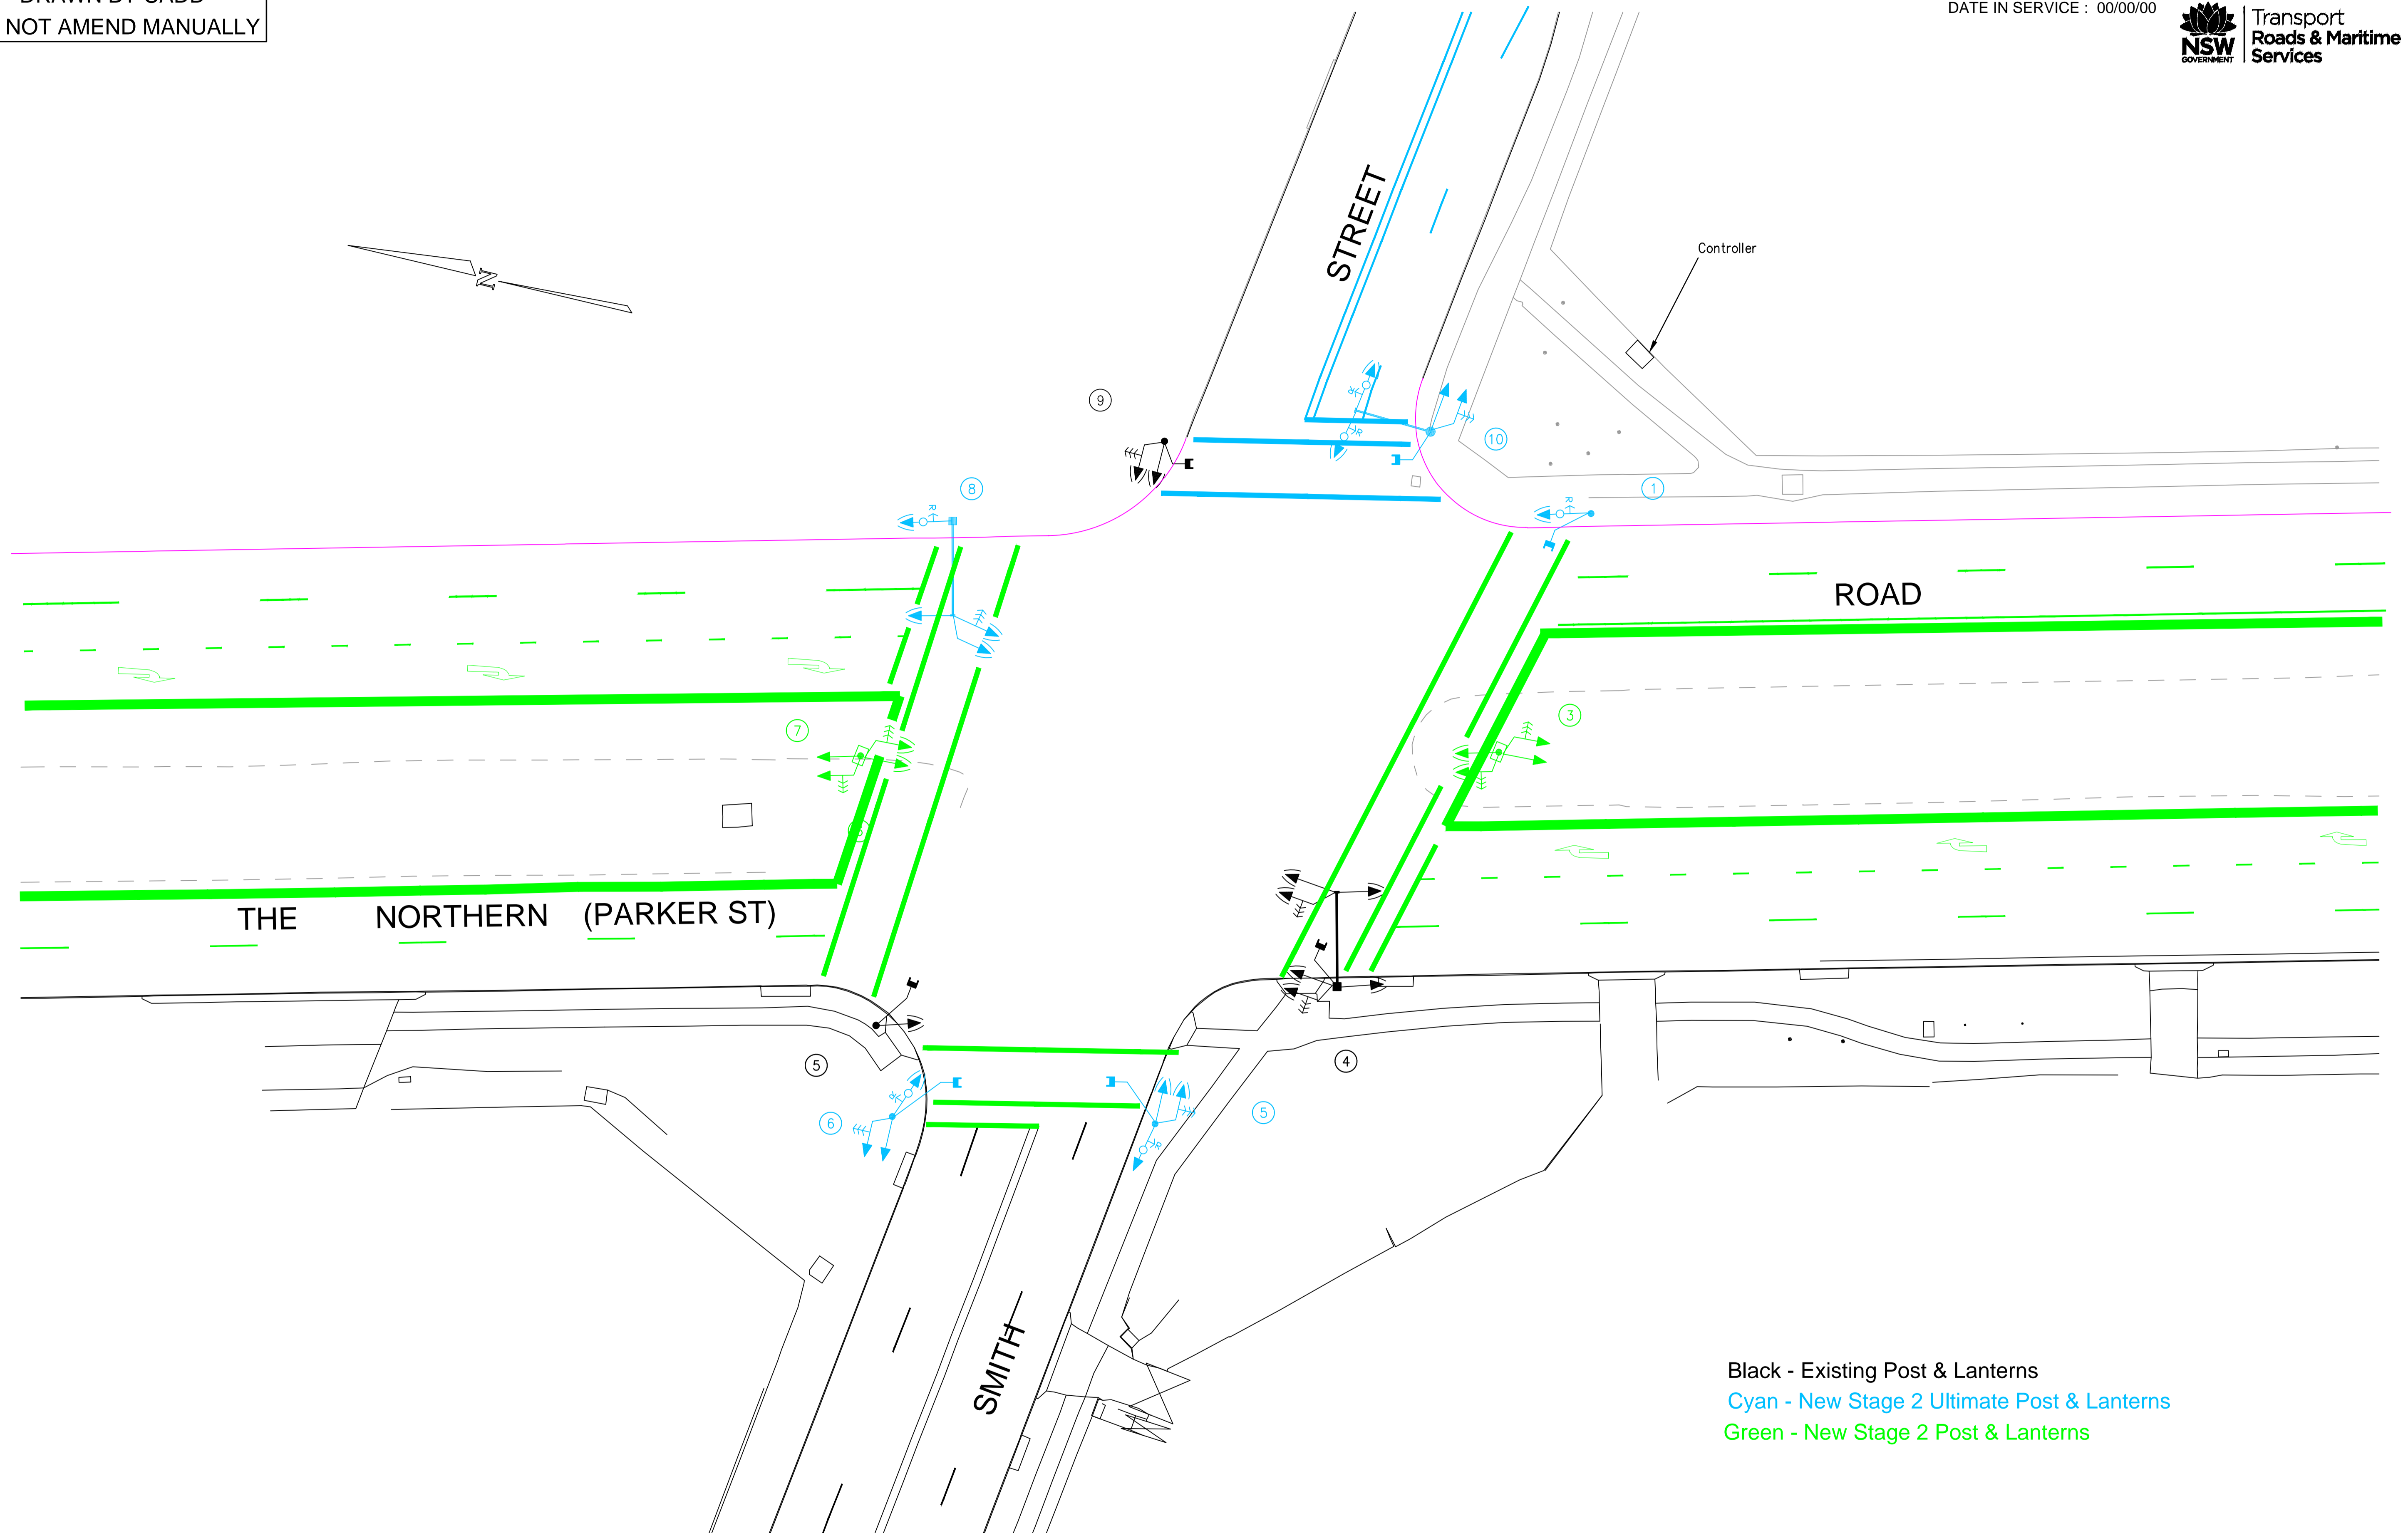 NOT AMEND MANUALLY
DATE IN SERVICE : 00/00/00
NSW
GOVERNMENT
Transport
Roads & Maritime
Services
STREET
Controller
N
9
10
8
1
R
R
R
R
ROAD
7
3
THE NORTHERN (PARKER ST)
5
4
R
6
5
R
SMITH
Black - Existing Post & Lanterns
Cyan - New Stage 2 Ultimate Post & Lanterns
Green - New Stage 2 Post & Lanterns